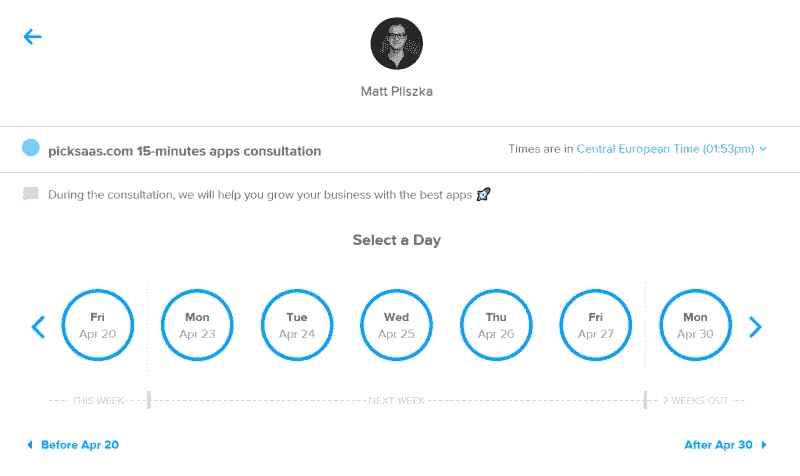 Matt Pliszka
picksaas.com 15-minutes apps consultation
Times are in Central European Time (01:53pm)
During the consultation, we will help you grow your business with the best apps 🚀
Select a Day
Fri Mon Tue Wed Thu Fri Mon
Apr 20 Apr 23 Apr 24 Apr 25 Apr 26 Apr 27 Apr 30
THIS WEEK NEXT WEEK 2 WEEKS OUT
Before Apr 20 After Apr 30